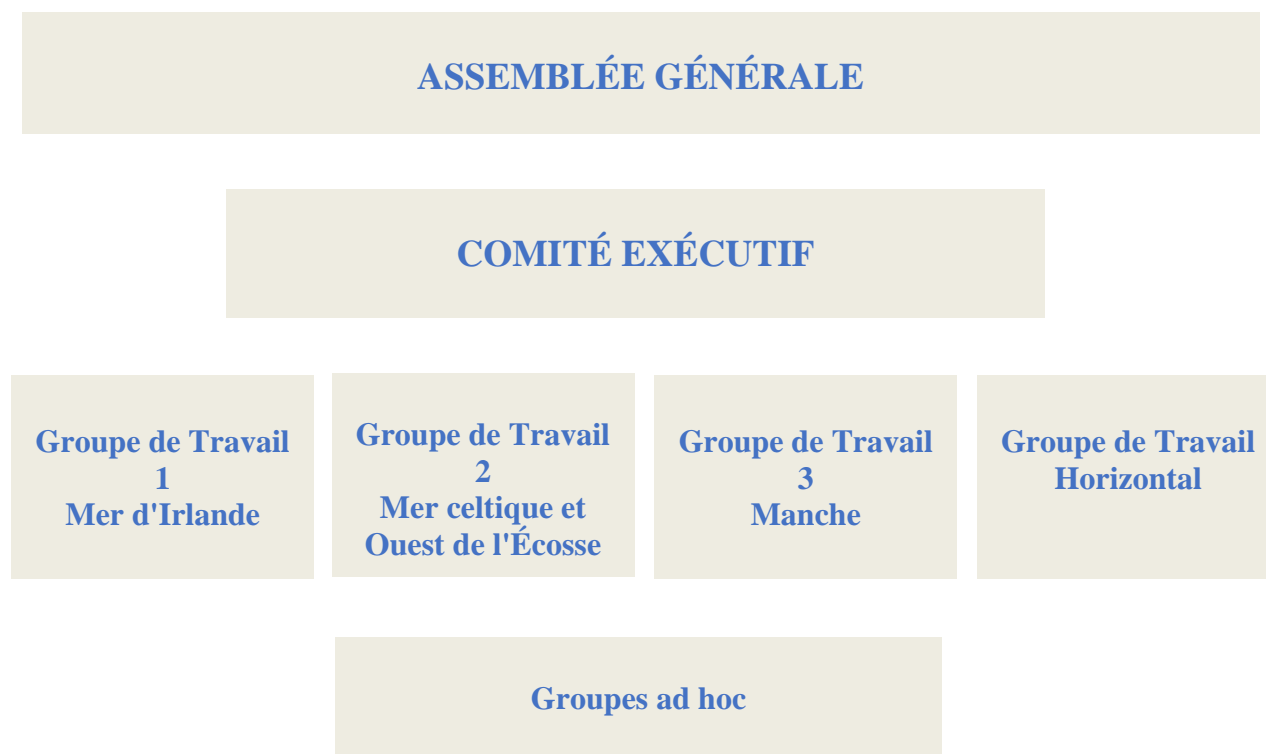 ASSEMBLÉE GÉNÉRALE
COMITÉ EXÉCUTIF
Groupe de Travail
1
Mer d'Irlande
Groupe de Travail
2
Mer celtique et
Ouest de l'Écosse
Groupe de Travail
3
Manche
Groupe de Travail
Horizontal
Groupes ad hoc